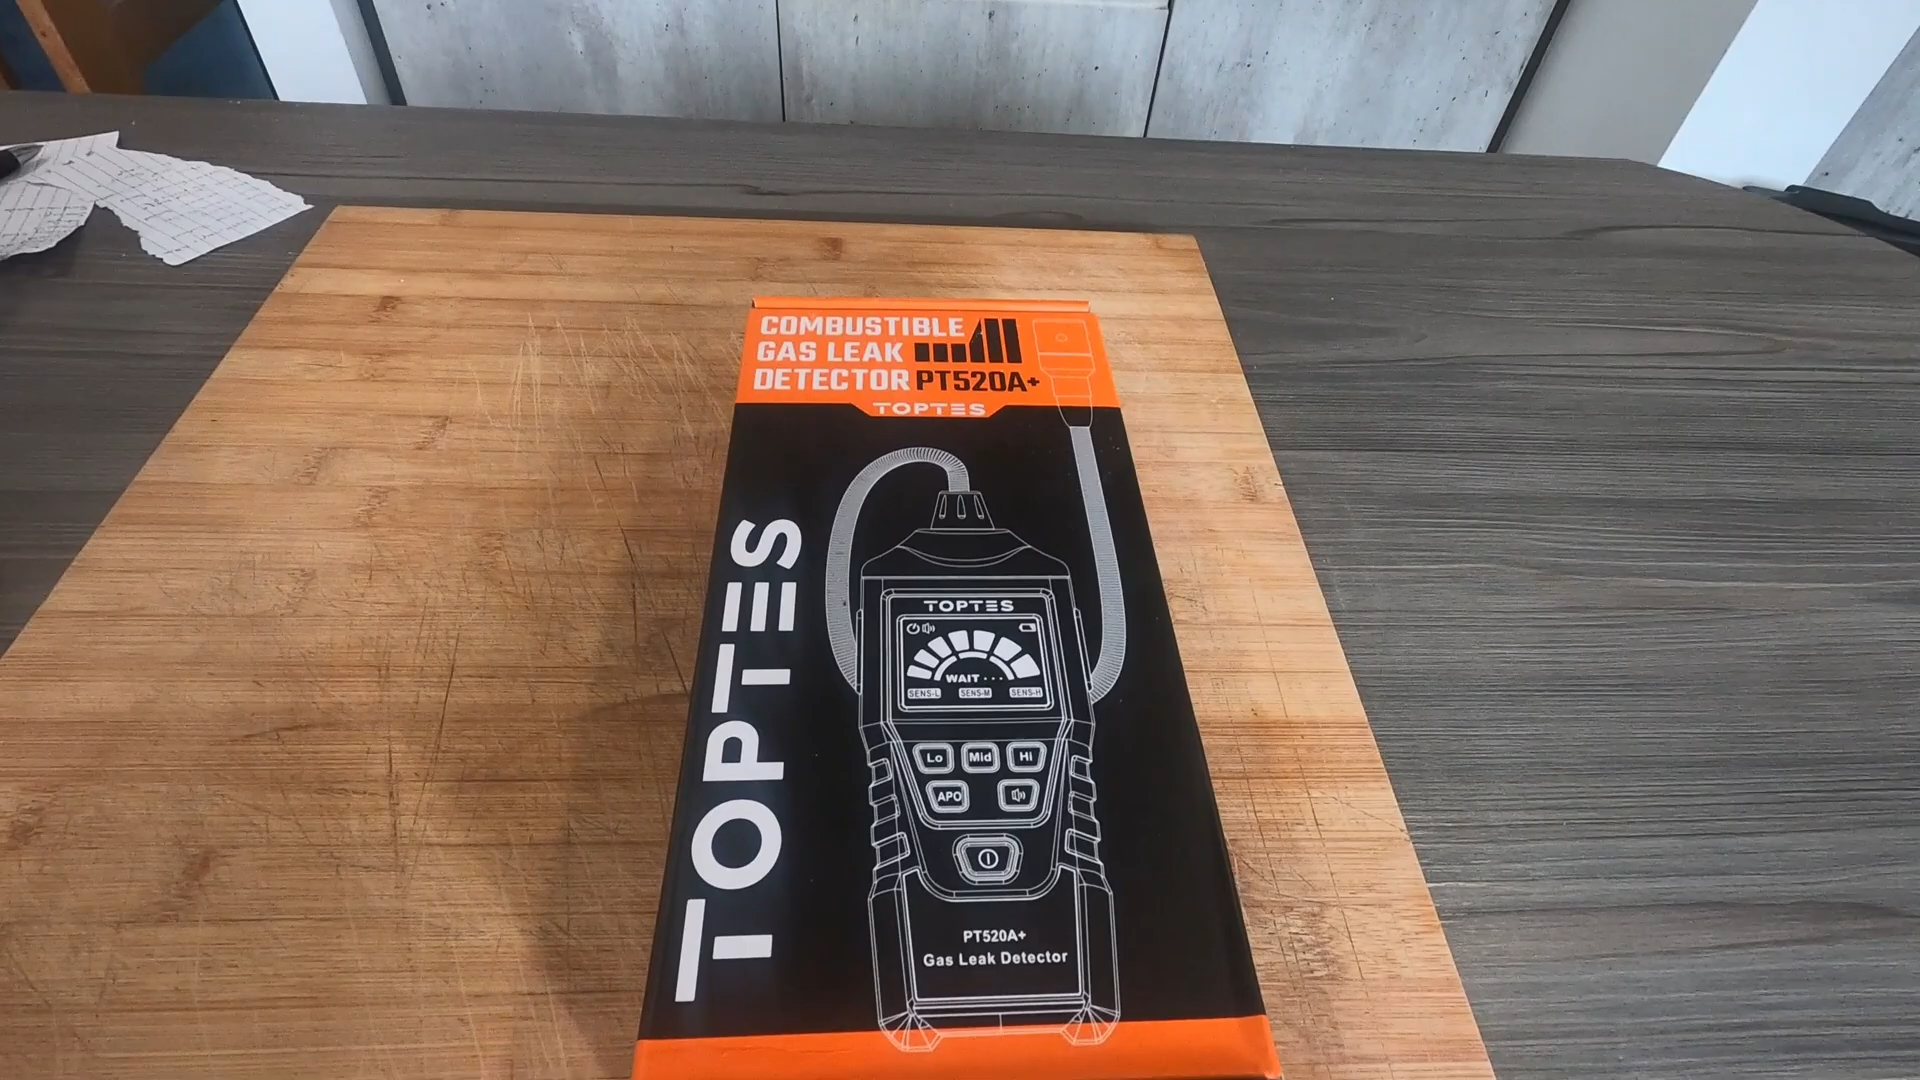 COMBUSTIBLE
GAS LEAK
DETECTOR PT520A+
TOPTES
TOPTES
TOPTES
WAIT...
SENS-L SENS-M SENS-H
Lo Mid Hi
APO
PT520A+
Gas Leak Detector